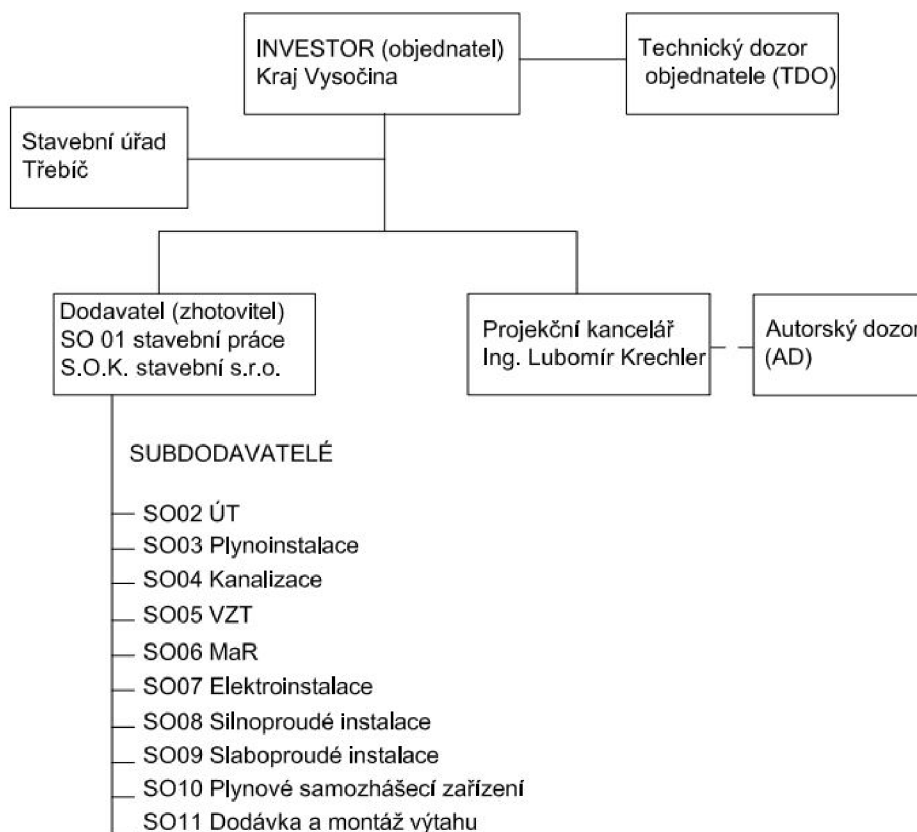 INVESTOR (objednatel)
Kraj Vysočina
Technický dozor
objednatele (TDO)
Stavební úřad
Třebíč
Dodavatel (zhotovitel)
SO 01 stavební práce
S.O.K. stavební s.r.o.
Projekční kancelář
Ing. Lubomír Krechler
Autorský dozor
(AD)
SUBDODAVATELÉ
SO02 ÚT
SO03 Plynoinstalace
SO04 Kanalizace
SO05 VZT
SO06 MaR
SO07 Elektroinstalace
SO08 Silnoproudé instalace
SO09 Slaboproudé instalace
SO10 Plynové samozhášecí zařízení
SO11 Dodávka a montáž výtahu